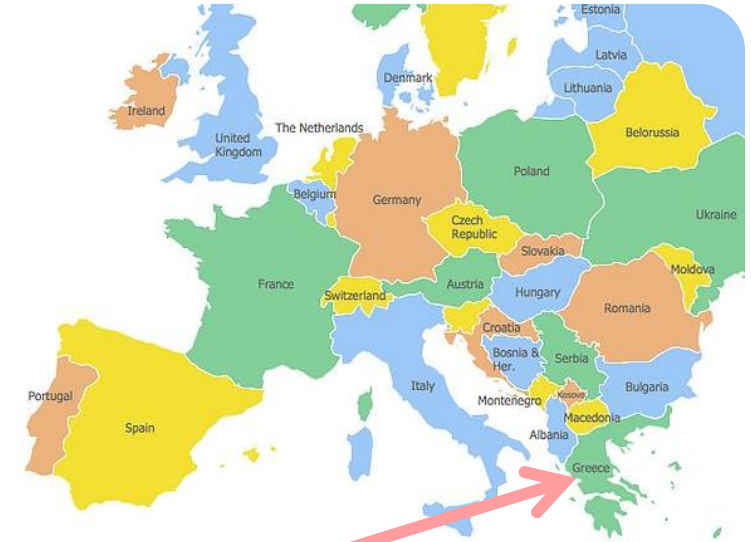 Estonia
Latvia
Lithuania
Denmark
Ireland
United
Kingdom
The Netherlands
Belorussia
Belgium
Germany
Poland
Ukraine
Czech
Republic
Slovakia
France
Switzerland
Austria
Hungary
Moldova
Romania
Croatia
Bosnia &
Her.
Serbia
Portugal
Spain
Italy
Montenegro
Kosovo
Bulgaria
Macedonia
Albania
Greece